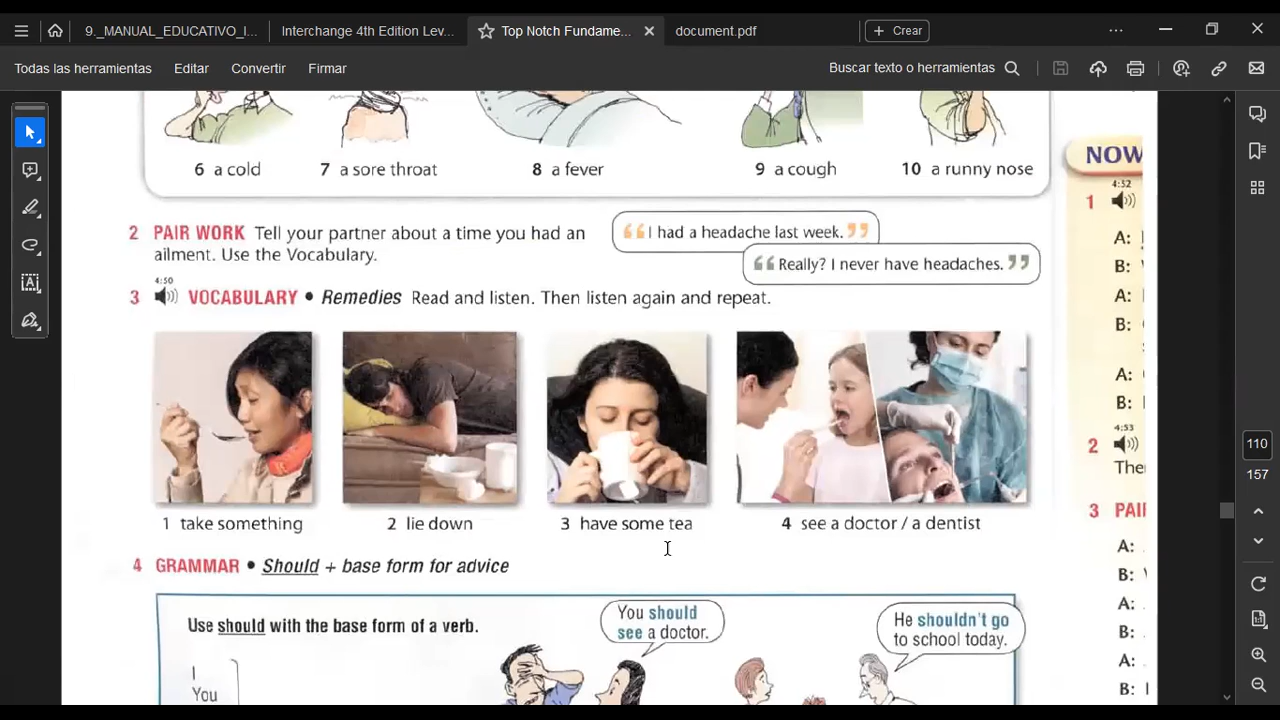 9._MANUAL_EDUCATIVO_I...
Interchange 4th Edition Lev...
Top Notch Fundame...
document.pdf
Crear
Todas las herramientas
Editar
Convertir
Firmar
Buscar texto o herramientas
6 a cold
7 a sore throat
8 a fever
9 a cough
10 a runny nose
2 PAIR WORK Tell your partner about a time you had an
ailment. Use the Vocabulary.
“I had a headache last week.”
“Really? I never have headaches.”
4:50
3 VOCABULARY • Remedies Read and listen. Then listen again and repeat.
1 take something
2 lie down
3 have some tea
4 see a doctor / a dentist
4 GRAMMAR • Should + base form for advice
Use should with the base form of a verb.
I
You
You should
see a doctor.
He shouldn't go
to school today.
NOW
4:52
1
A:
B:
A:
B:
A:
B:
4:53
2
The
3 PAI
A:
B:
A:
B:
A:
B:
110
157